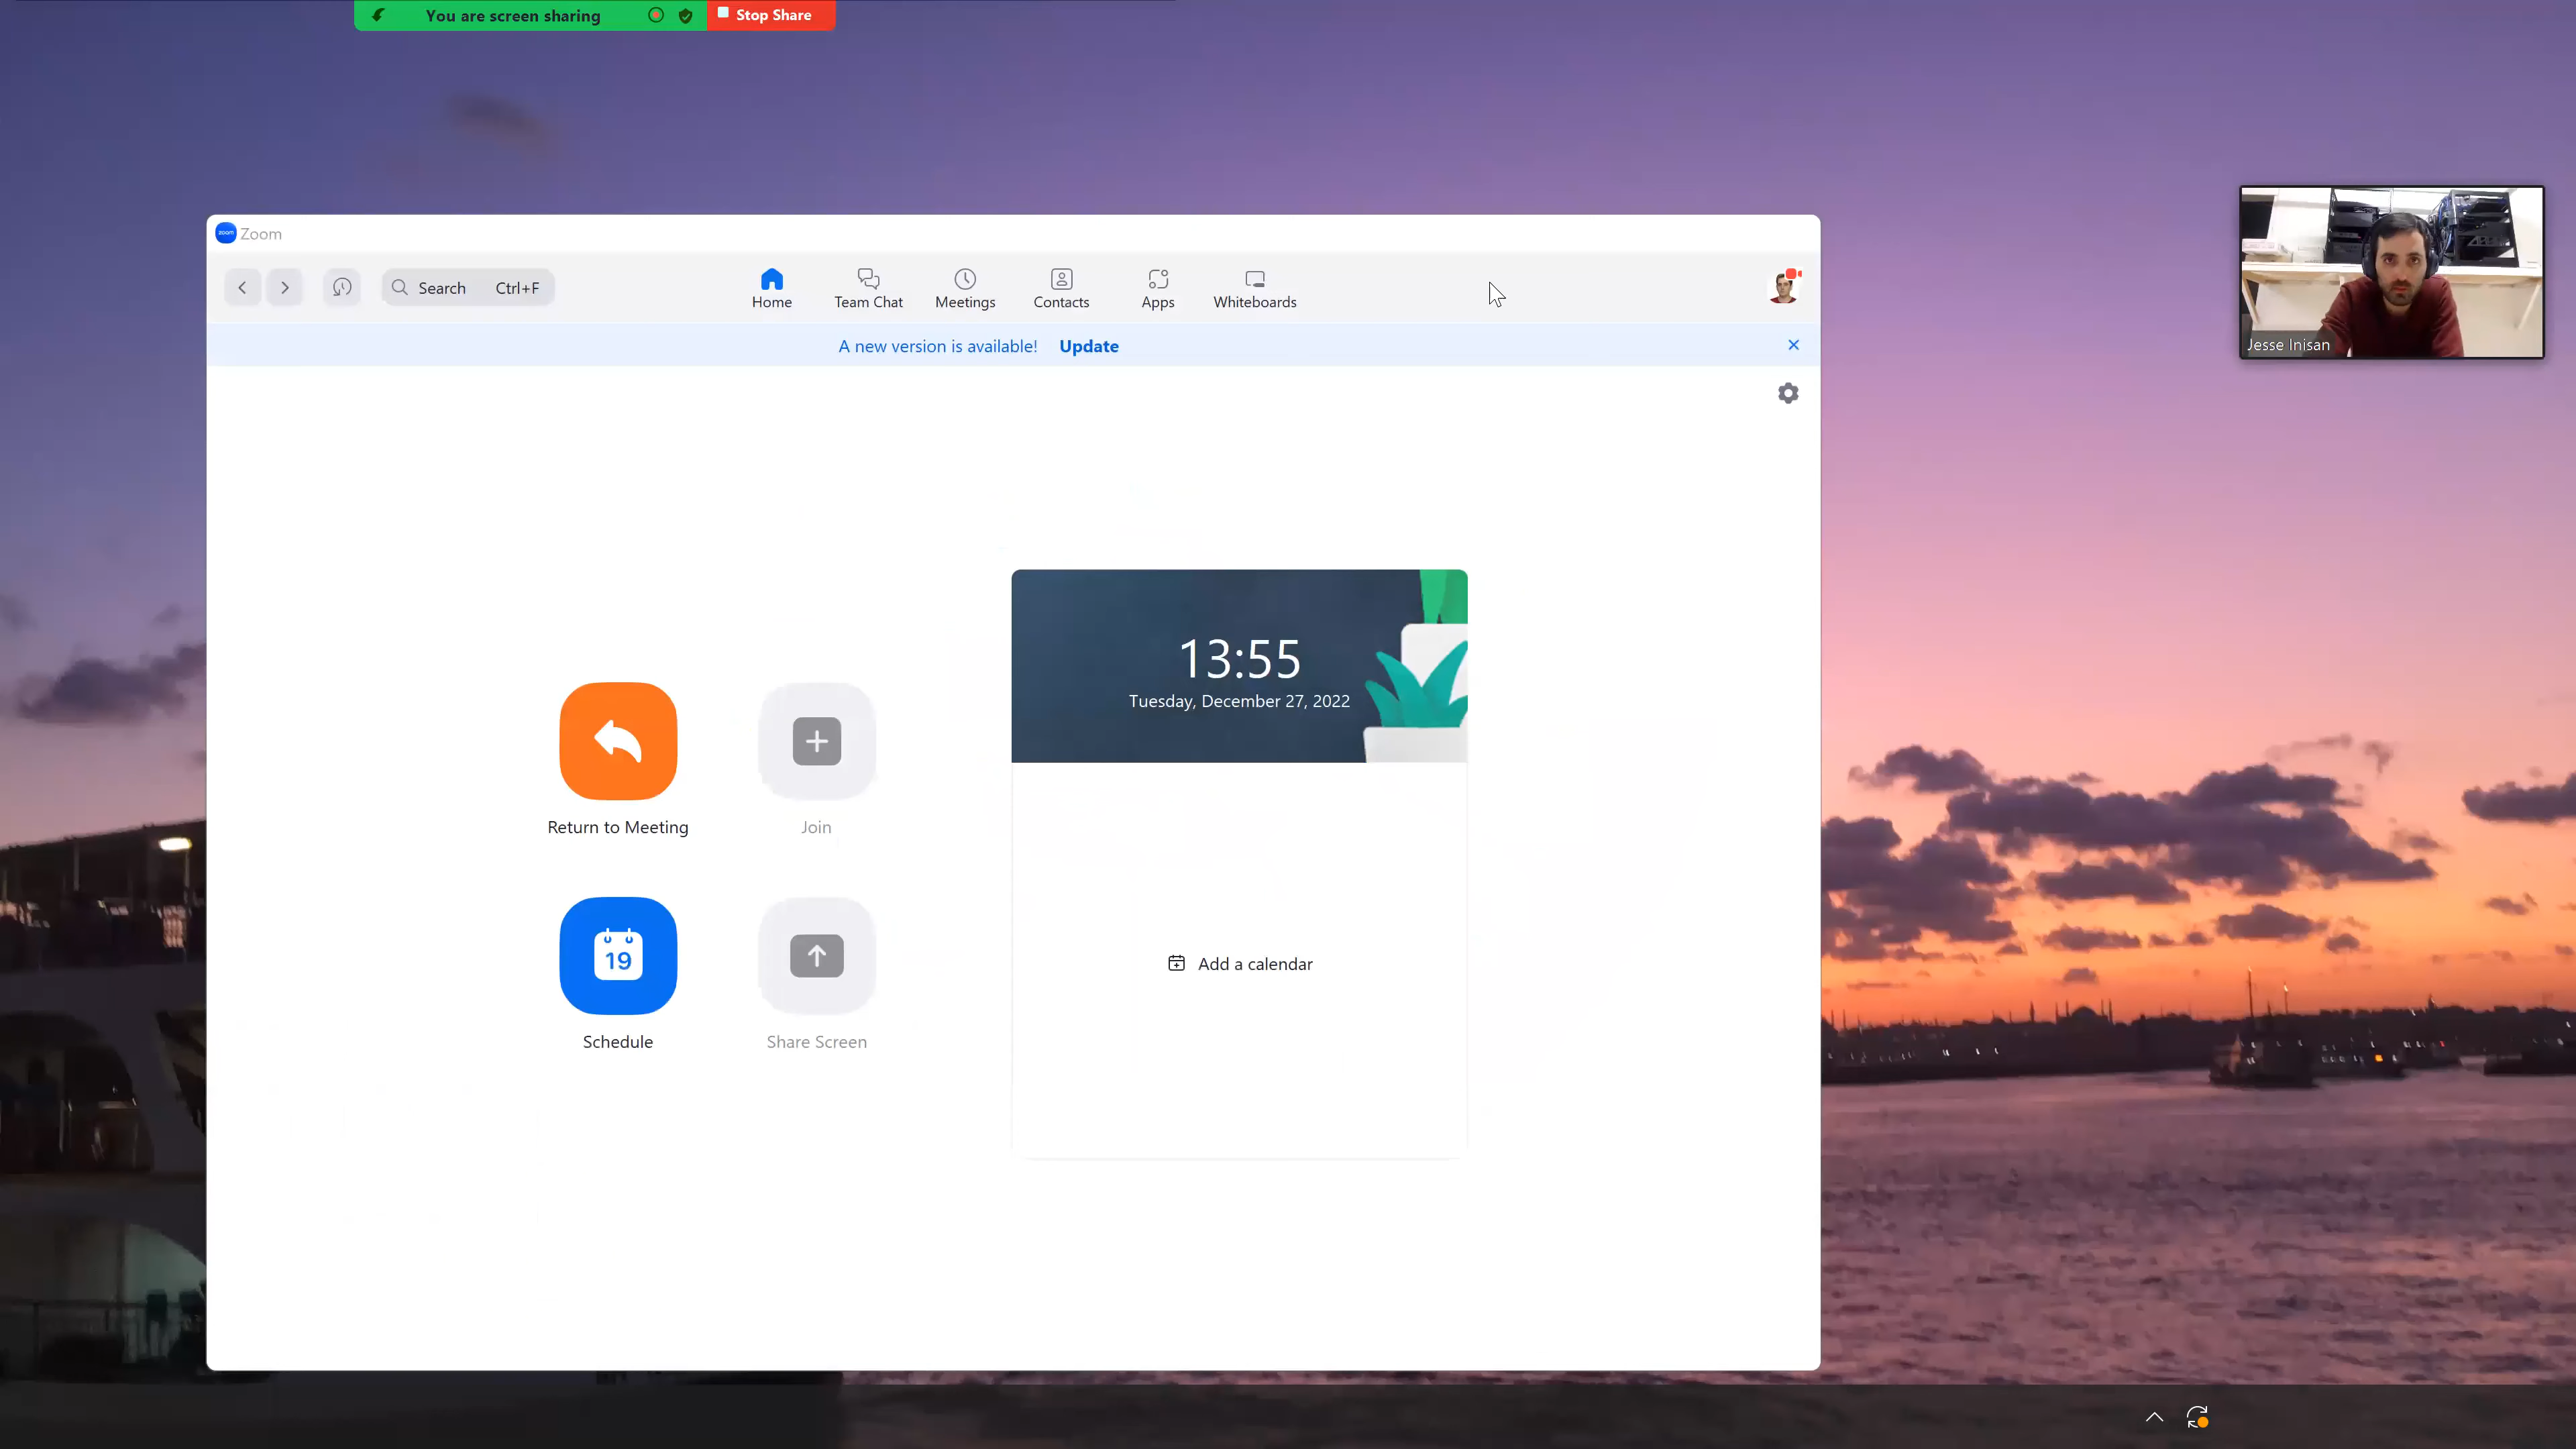 You are screen sharing
Stop Share
zoom Zoom
Search Ctrl+F
Home
Team Chat
Meetings
Contacts
Apps
Whiteboards
A new version is available! Update
Jesse Inisan
13:55
Tuesday, December 27, 2022
Return to Meeting
Join
19
Add a calendar
Schedule
Share Screen